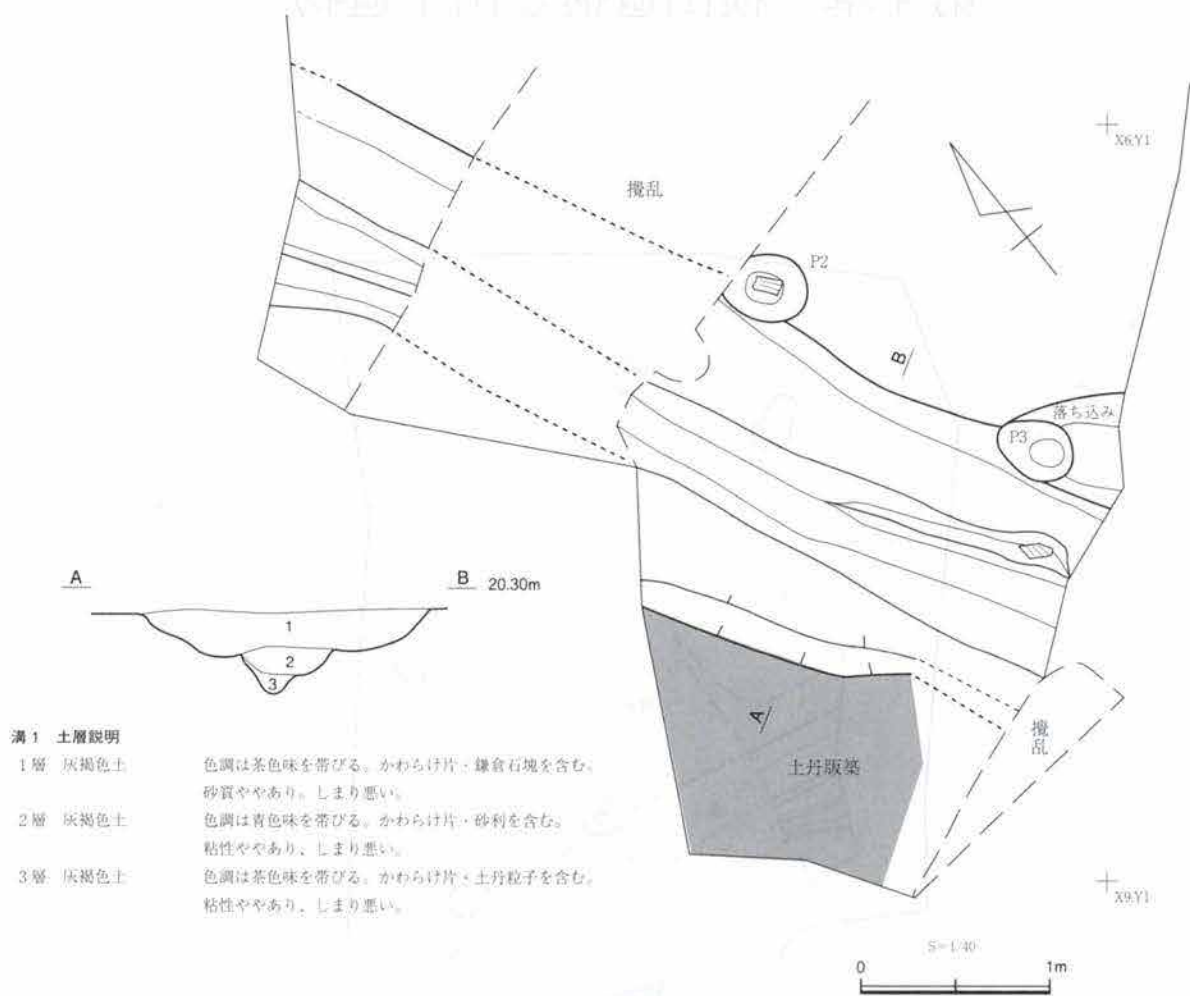 攪乱
X6,Y1
P2
B
落ち込み
P3
A
B 20.30m
1
2
3
溝1 土層説明
1層 灰褐色土 色調は茶色味を帯びる。かわらけ片・鎌倉石塊を含む。
砂質ややあり。しまり悪い。
2層 灰褐色土 色調は青色味を帯びる。かわらけ片・砂利を含む。
粘性ややあり、しまり悪い。
3層 灰褐色土 色調は茶色味を帯びる。かわらけ片・土丹粒子を含む。
粘性ややあり、しまり悪い。
A
土丹版築
攪乱
X9,Y1
S=1/40
0 1m